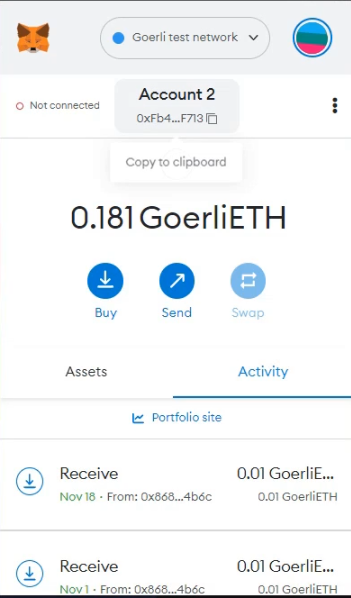 Goerli test network
Not connected
Account 2
0xFb4...F713
Copy to clipboard
0.181 GoerliETH
Buy Send Swap
Assets Activity
Portfolio site
Receive 0.01 GoerliE...
Nov 18 · From: 0x868...4b6c 0.01 GoerliETH
Receive 0.01 GoerliE...
Nov 1 · From: 0x868...4b6c 0.01 GoerliETH